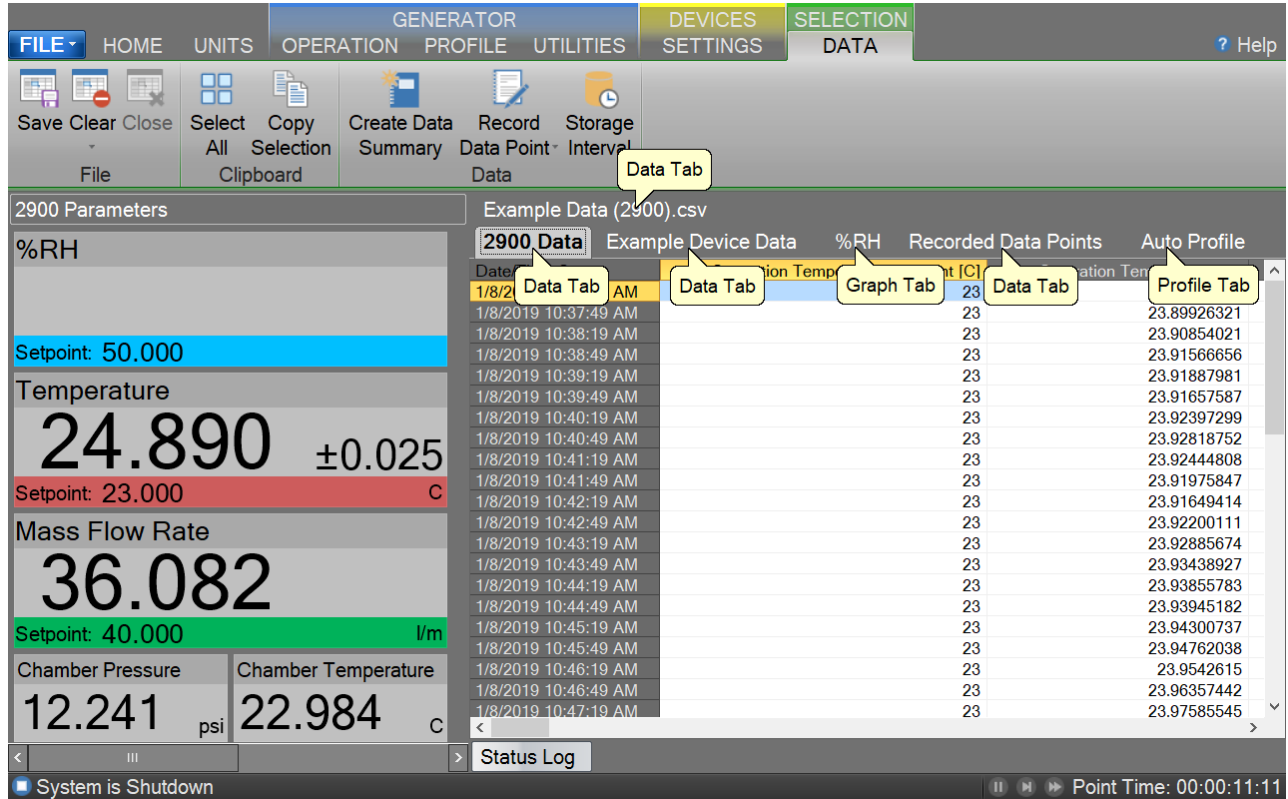 GENERATOR DEVICES SELECTION
FILE HOME UNITS OPERATION PROFILE UTILITIES SETTINGS DATA ? Help
Save Clear Close Select All Copy Selection Create Data Summary Record Data Point Storage Interval
File Clipboard Data
Data Tab
2900 Parameters
%RH
Setpoint: 50.000
Temperature
24.890 ±0.025
Setpoint: 23.000 C
Mass Flow Rate
36.082
Setpoint: 40.000 l/m
Chamber Pressure Chamber Temperature
12.241 psi 22.984 C
Example Data (2900).csv
2900 Data Example Device Data %RH Recorded Data Points Auto Profile
Data Tab Data Tab Graph Tab Data Tab Profile Tab
AM 23
1/8/2019 10:37:49 AM 23 23.89926321
1/8/2019 10:38:19 AM 23 23.90854021
1/8/2019 10:38:49 AM 23 23.91566656
1/8/2019 10:39:19 AM 23 23.91887981
1/8/2019 10:39:49 AM 23 23.91657587
1/8/2019 10:40:19 AM 23 23.92397299
1/8/2019 10:40:49 AM 23 23.92818752
1/8/2019 10:41:19 AM 23 23.92444808
1/8/2019 10:41:49 AM 23 23.91975847
1/8/2019 10:42:19 AM 23 23.91649414
1/8/2019 10:42:49 AM 23 23.92200111
1/8/2019 10:43:19 AM 23 23.92885674
1/8/2019 10:43:49 AM 23 23.93438927
1/8/2019 10:44:19 AM 23 23.93855783
1/8/2019 10:44:49 AM 23 23.93945182
1/8/2019 10:45:19 AM 23 23.94300737
1/8/2019 10:45:49 AM 23 23.94762038
1/8/2019 10:46:19 AM 23 23.9542615
1/8/2019 10:46:49 AM 23 23.96357442
1/8/2019 10:47:19 AM 23 23.97585545
Status Log
System is Shutdown Point Time: 00:00:11:11